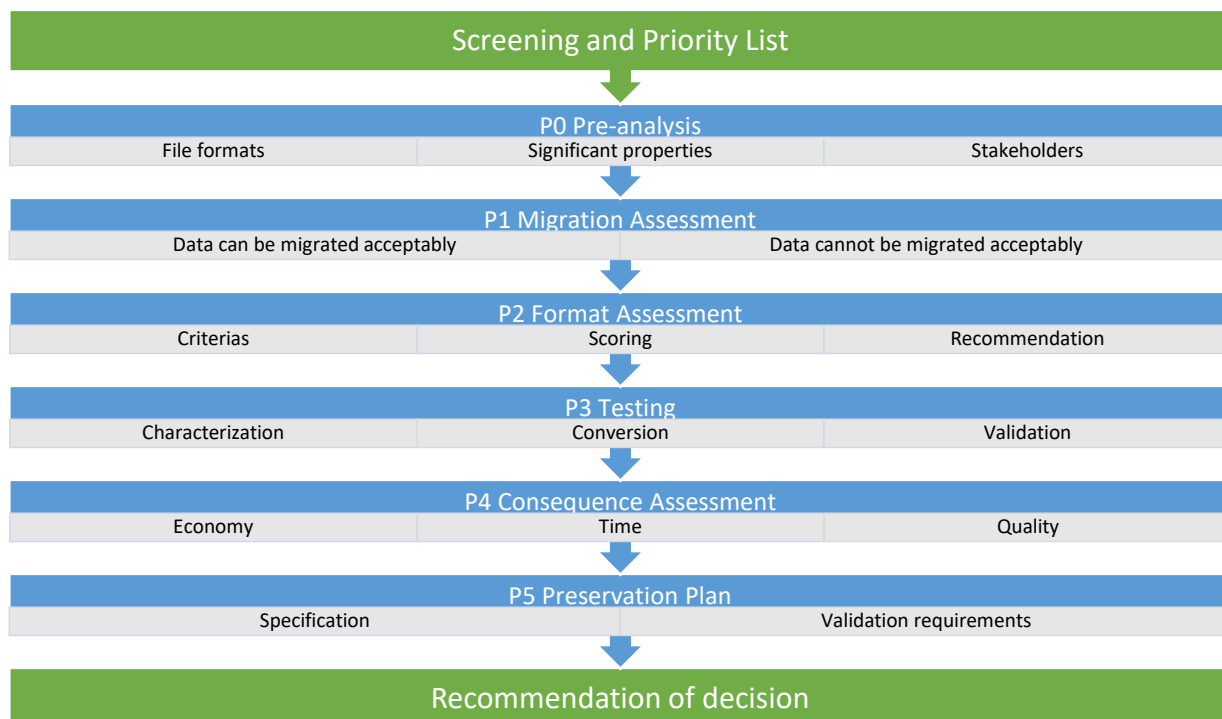 Screening and Priority List
P0 Pre-analysis
File formats
Significant properties
Stakeholders
P1 Migration Assessment
Data can be migrated acceptably
Data cannot be migrated acceptably
P2 Format Assessment
Criterias
Scoring
Recommendation
P3 Testing
Characterization
Conversion
Validation
P4 Consequence Assessment
Economy
Time
Quality
P5 Preservation Plan
Specification
Validation requirements
Recommendation of decision